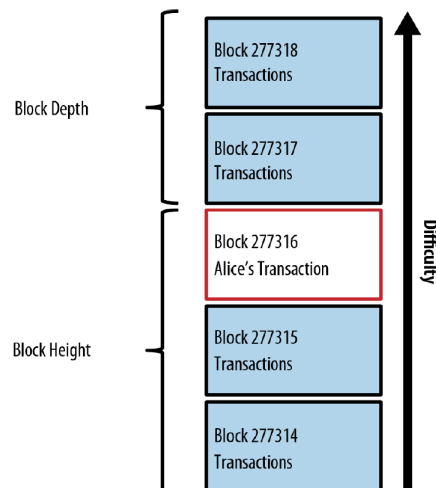 Block 277318
Transactions
Block Depth
Block 277317
Transactions
Block 277316
Alice's Transaction
Difficulty
Block 277315
Transactions
Block Height
Block 277314
Transactions